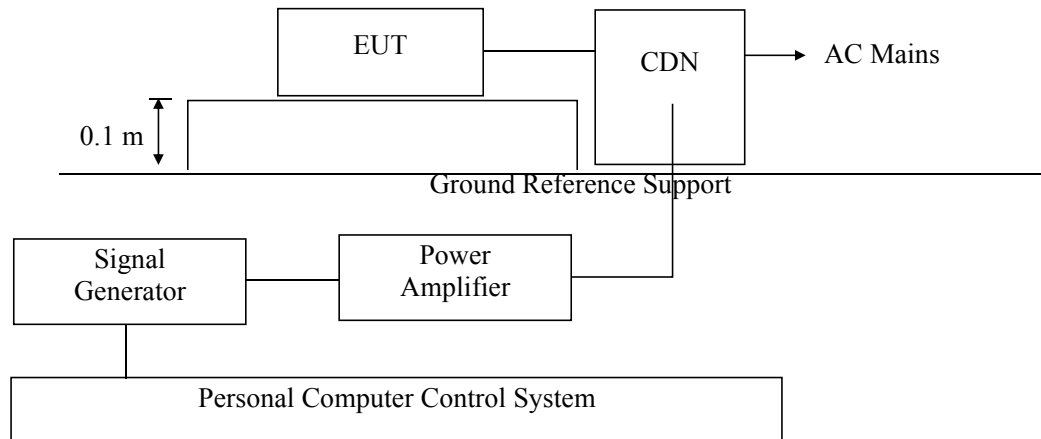 EUT
CDN
AC Mains
0.1 m
Ground Reference Support
Signal
Generator
Power
Amplifier
Personal Computer Control System